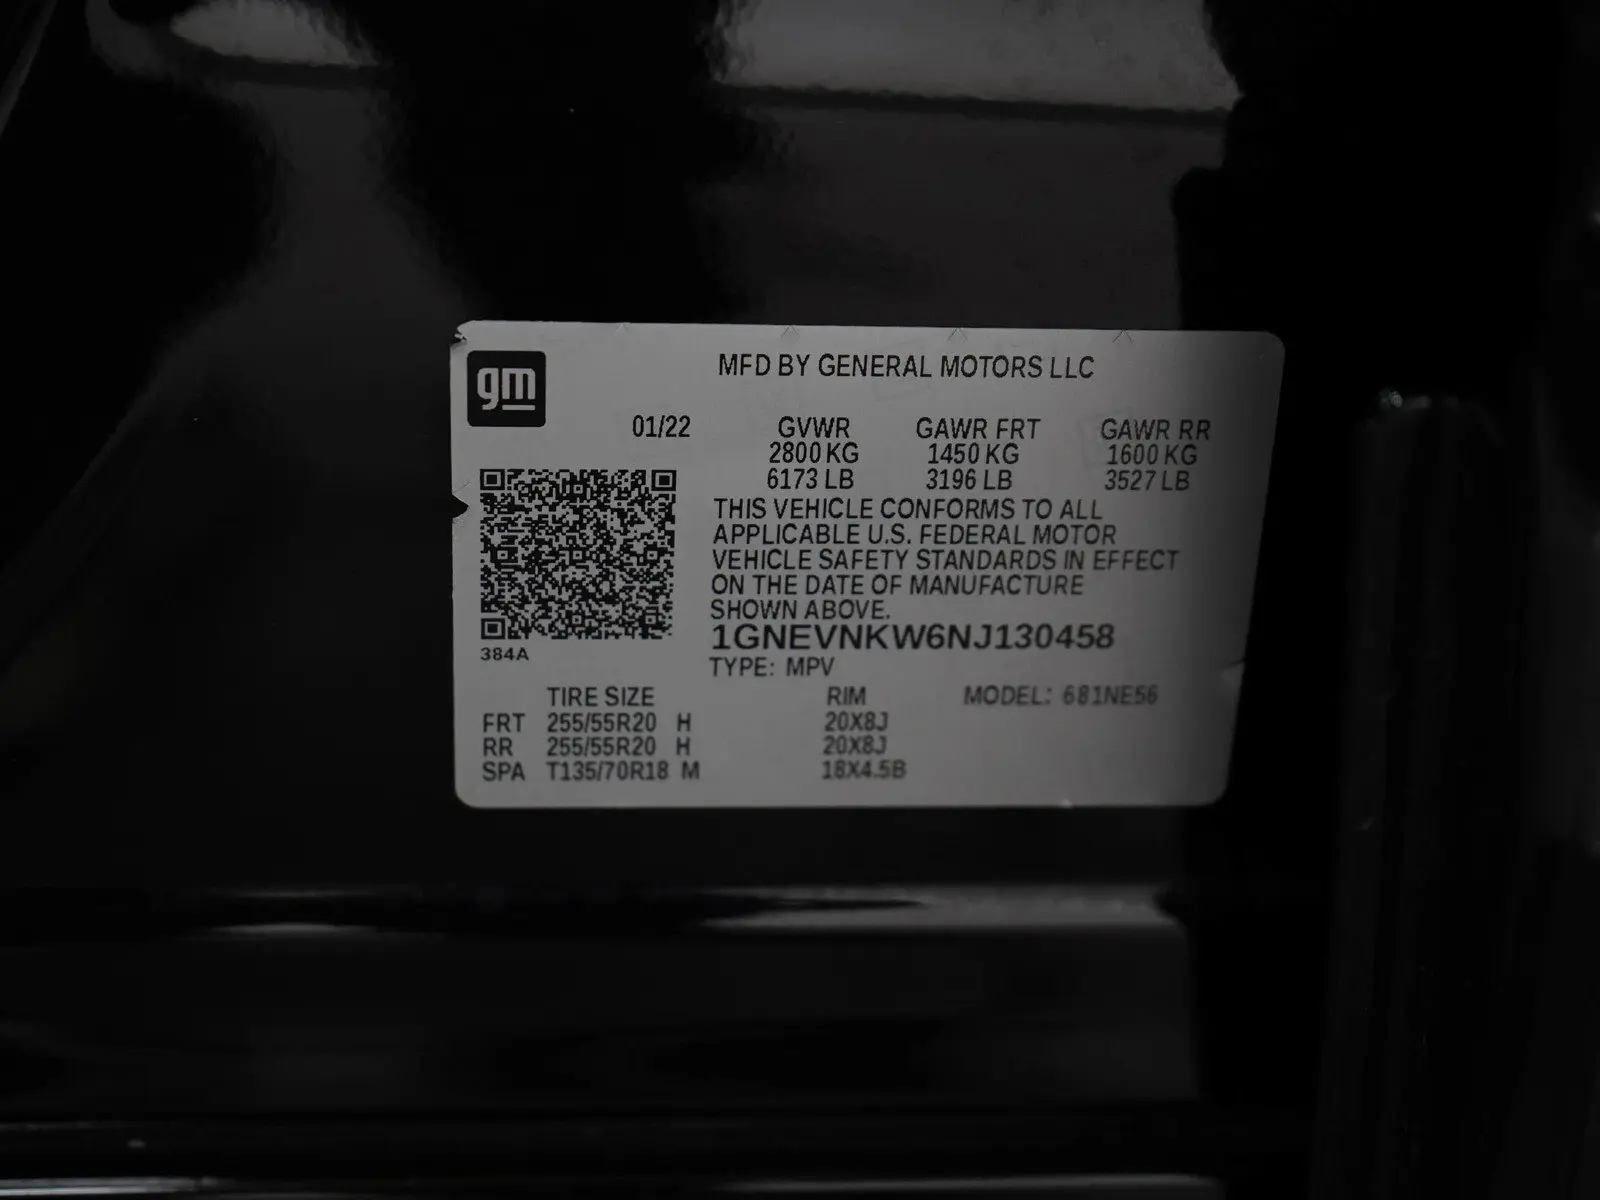 gm
MFD BY GENERAL MOTORS LLC
01/22 GVWR GAWR FRT GAWR RR
2800 KG 1450 KG 1600 KG
6173 LB 3196 LB 3527 LB
THIS VEHICLE CONFORMS TO ALL
APPLICABLE U.S. FEDERAL MOTOR
VEHICLE SAFETY STANDARDS IN EFFECT
ON THE DATE OF MANUFACTURE
SHOWN ABOVE.
1GNEVNKW6NJ130458
384A
TYPE: MPV
TIRE SIZE RIM MODEL: 681NE56
FRT 255/55R20 H 20X8J
RR 255/55R20 H 20X8J
SPA T135/70R18 M 18X4.5B